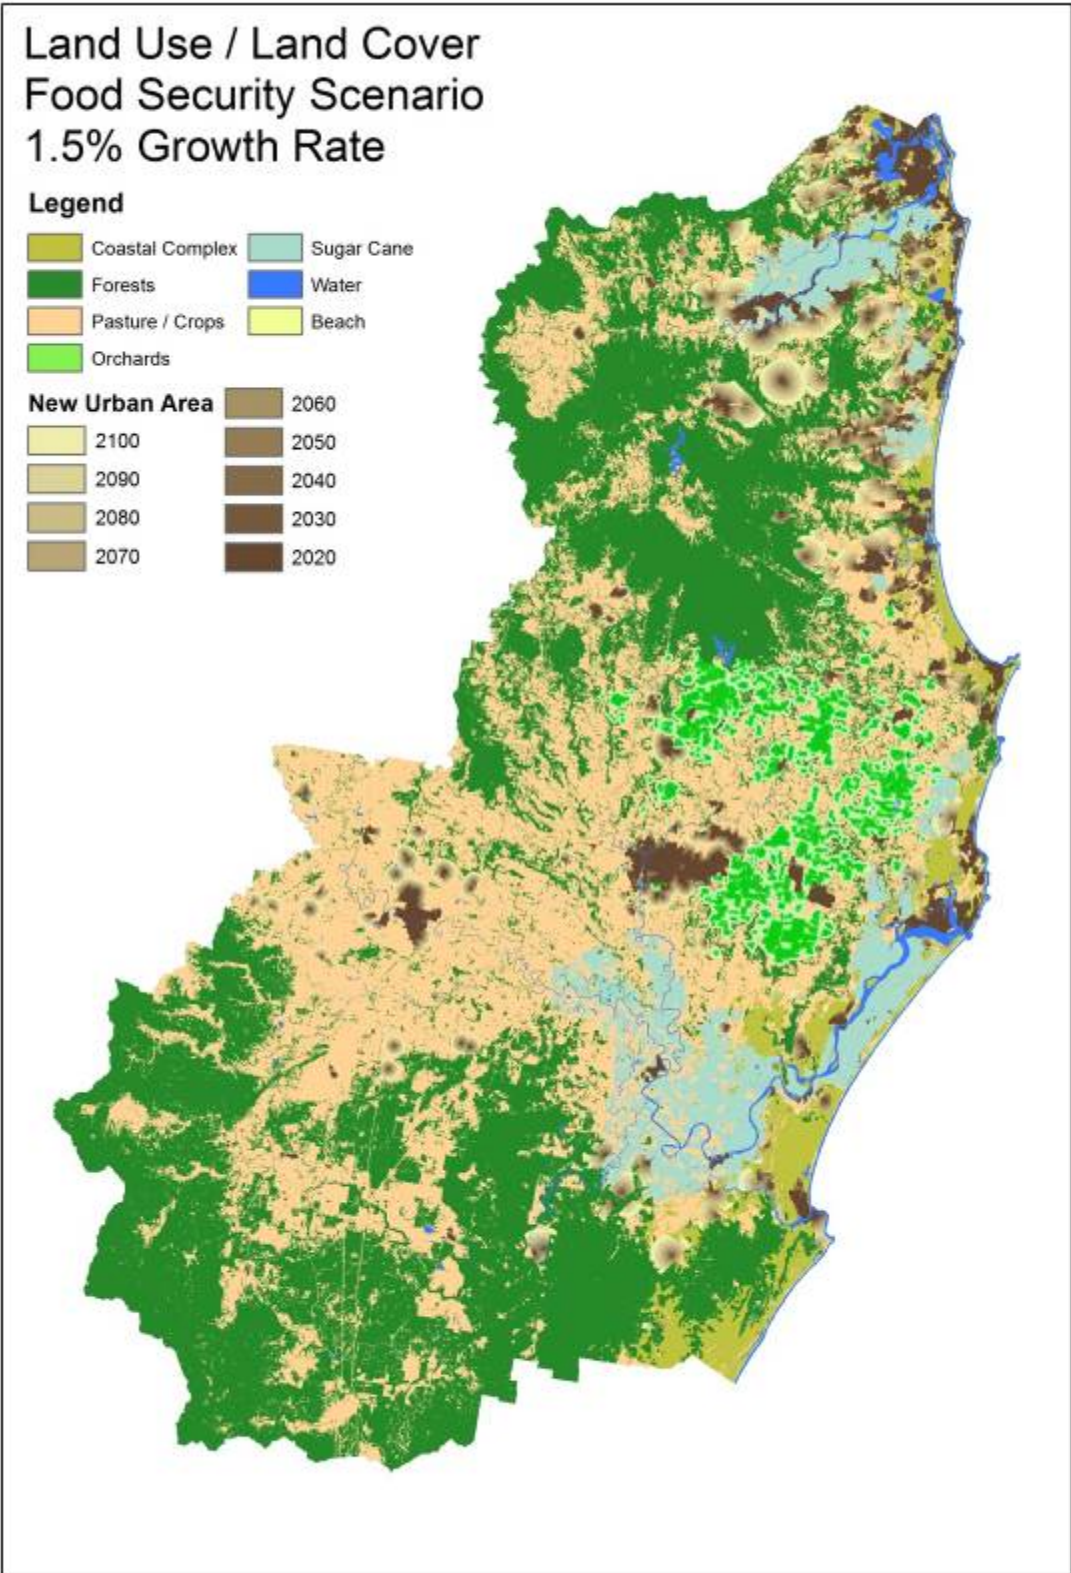 Land Use / Land Cover
Food Security Scenario
1.5% Growth Rate
Legend
Coastal Complex
Forests
Pasture / Crops
Orchards
Sugar Cane
Water
Beach
New Urban Area
2100
2090
2080
2070
2060
2050
2040
2030
2020